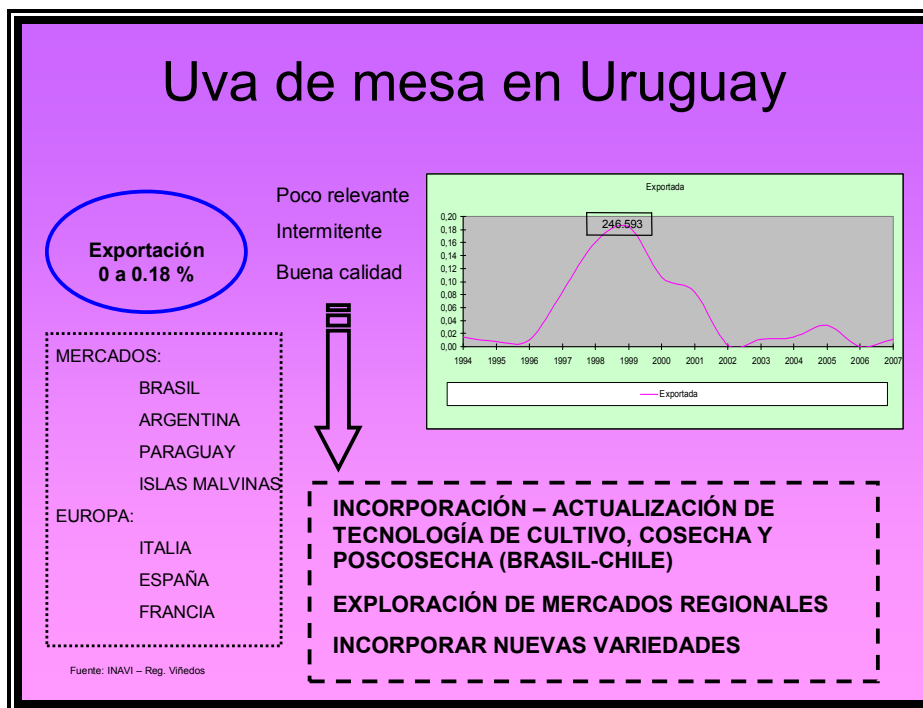 Uva de mesa en Uruguay
Exportación
0 a 0.18 %
Poco relevante
Intermitente
Buena calidad
Exportada
246.593
0,20
0,18
0,16
0,14
0,12
0,10
0,08
0,06
0,04
0,02
0,00
1994 1995 1996 1997 1998 1999 2000 2001 2002 2003 2004 2005 2006 2007
Exportada
MERCADOS:
BRASIL
ARGENTINA
PARAGUAY
ISLAS MALVINAS
EUROPA:
ITALIA
ESPAÑA
FRANCIA
INCORPORACIÓN – ACTUALIZACIÓN DE
TECNOLOGÍA DE CULTIVO, COSECHA Y
POSCOSECHA (BRASIL-CHILE)
EXPLORACIÓN DE MERCADOS REGIONALES
INCORPORAR NUEVAS VARIEDADES
Fuente: INAVI – Reg. Viñedos